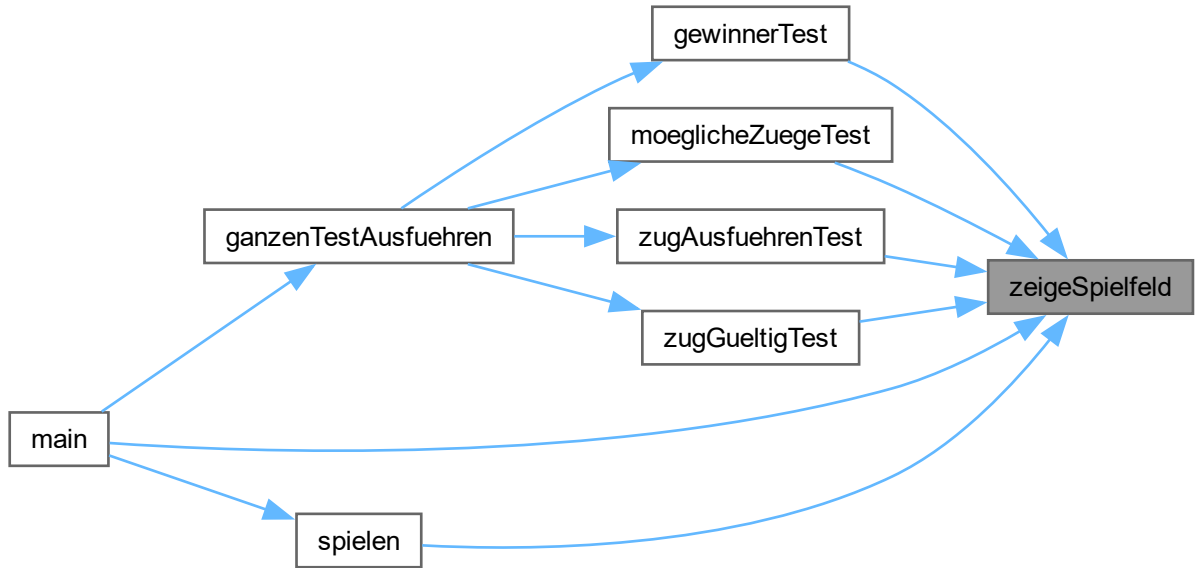 gewinnerTest
moeglicheZuegeTest
ganzenTestAusfuehren
zugAusfuehrenTest
zeigeSpielfeld
zugGueltigTest
main
spielen